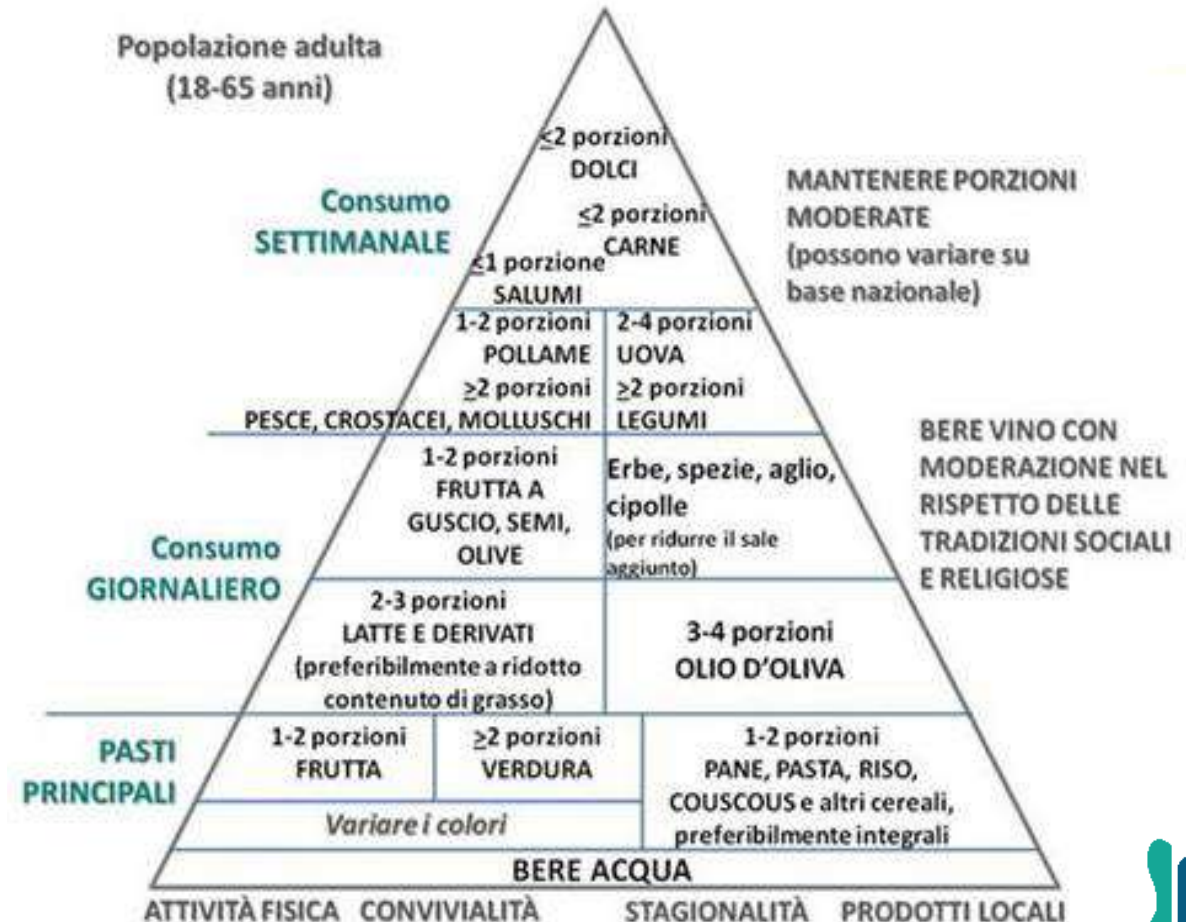 Popolazione adulta
(18-65 anni)
≤2 porzioni
DOLCI
Consumo
SETTIMANALE
≤2 porzioni
CARNE
≤1 porzione
SALUMI
MANTENERE PORZIONI
MODERATE
(possono variare su
base nazionale)
1-2 porzioni
POLLAME
≥2 porzioni
PESCE, CROSTACEI, MOLLUSCHI
2-4 porzioni
UOVA
≥2 porzioni
LEGUMI
BERE VINO CON
MODERAZIONE NEL
RISPETTO DELLE
TRADIZIONI SOCIALI
E RELIGIOSE
Consumo
GIORNALIERO
1-2 porzioni
FRUTTA A
GUSCIO, SEMI,
OLIVE
Erbe, spezie, aglio,
cipolle
(per ridurre il sale
aggiunto)
2-3 porzioni
LATTE E DERIVATI
(preferibilmente a ridotto
contenuto di grasso)
3-4 porzioni
OLIO D'OLIVA
PASTI
PRINCIPALI
1-2 porzioni
FRUTTA
≥2 porzioni
VERDURA
Variare i colori
1-2 porzioni
PANE, PASTA, RISO,
COUSCOUS e altri cereali,
preferibilmente integrali
BERE ACQUA
ATTIVITÀ FISICA CONVIVIALITÀ STAGIONALITÀ PRODOTTI LOCALI